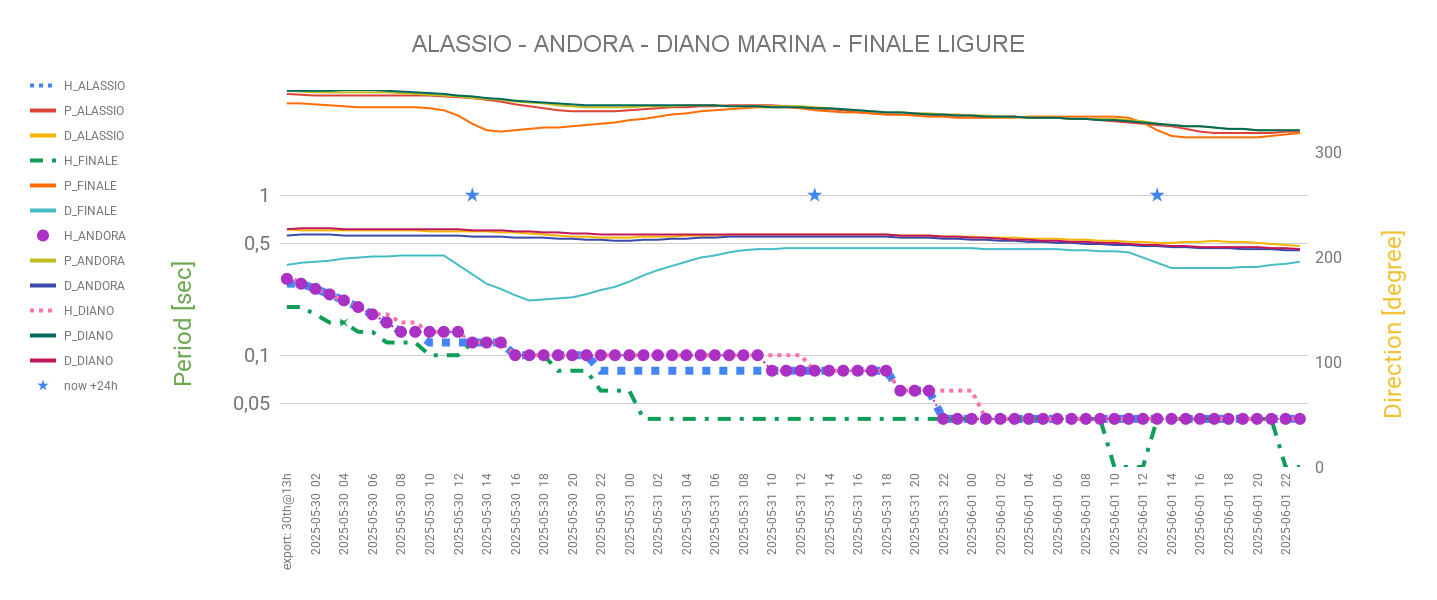 ALASSIO - ANDORA - DIANO MARINA - FINALE LIGURE
H_ALASSIO
P_ALASSIO
D_ALASSIO
H_FINALE
P_FINALE
D_FINALE
H_ANDORA
P_ANDORA
D_ANDORA
H_DIANO
P_DIANO
D_DIANO
now +24h
Period [sec]
1
0,5
0,1
0,05
300
200
100
0
Direction [degree]
export: 30th@13h
2025-05-30 02
2025-05-30 04
2025-05-30 06
2025-05-30 08
2025-05-30 10
2025-05-30 12
2025-05-30 14
2025-05-30 16
2025-05-30 18
2025-05-30 20
2025-05-30 22
2025-05-31 00
2025-05-31 02
2025-05-31 04
2025-05-31 06
2025-05-31 08
2025-05-31 10
2025-05-31 12
2025-05-31 14
2025-05-31 16
2025-05-31 18
2025-05-31 20
2025-05-31 22
2025-06-01 00
2025-06-01 02
2025-06-01 04
2025-06-01 06
2025-06-01 08
2025-06-01 10
2025-06-01 12
2025-06-01 14
2025-06-01 16
2025-06-01 18
2025-06-01 20
2025-06-01 22